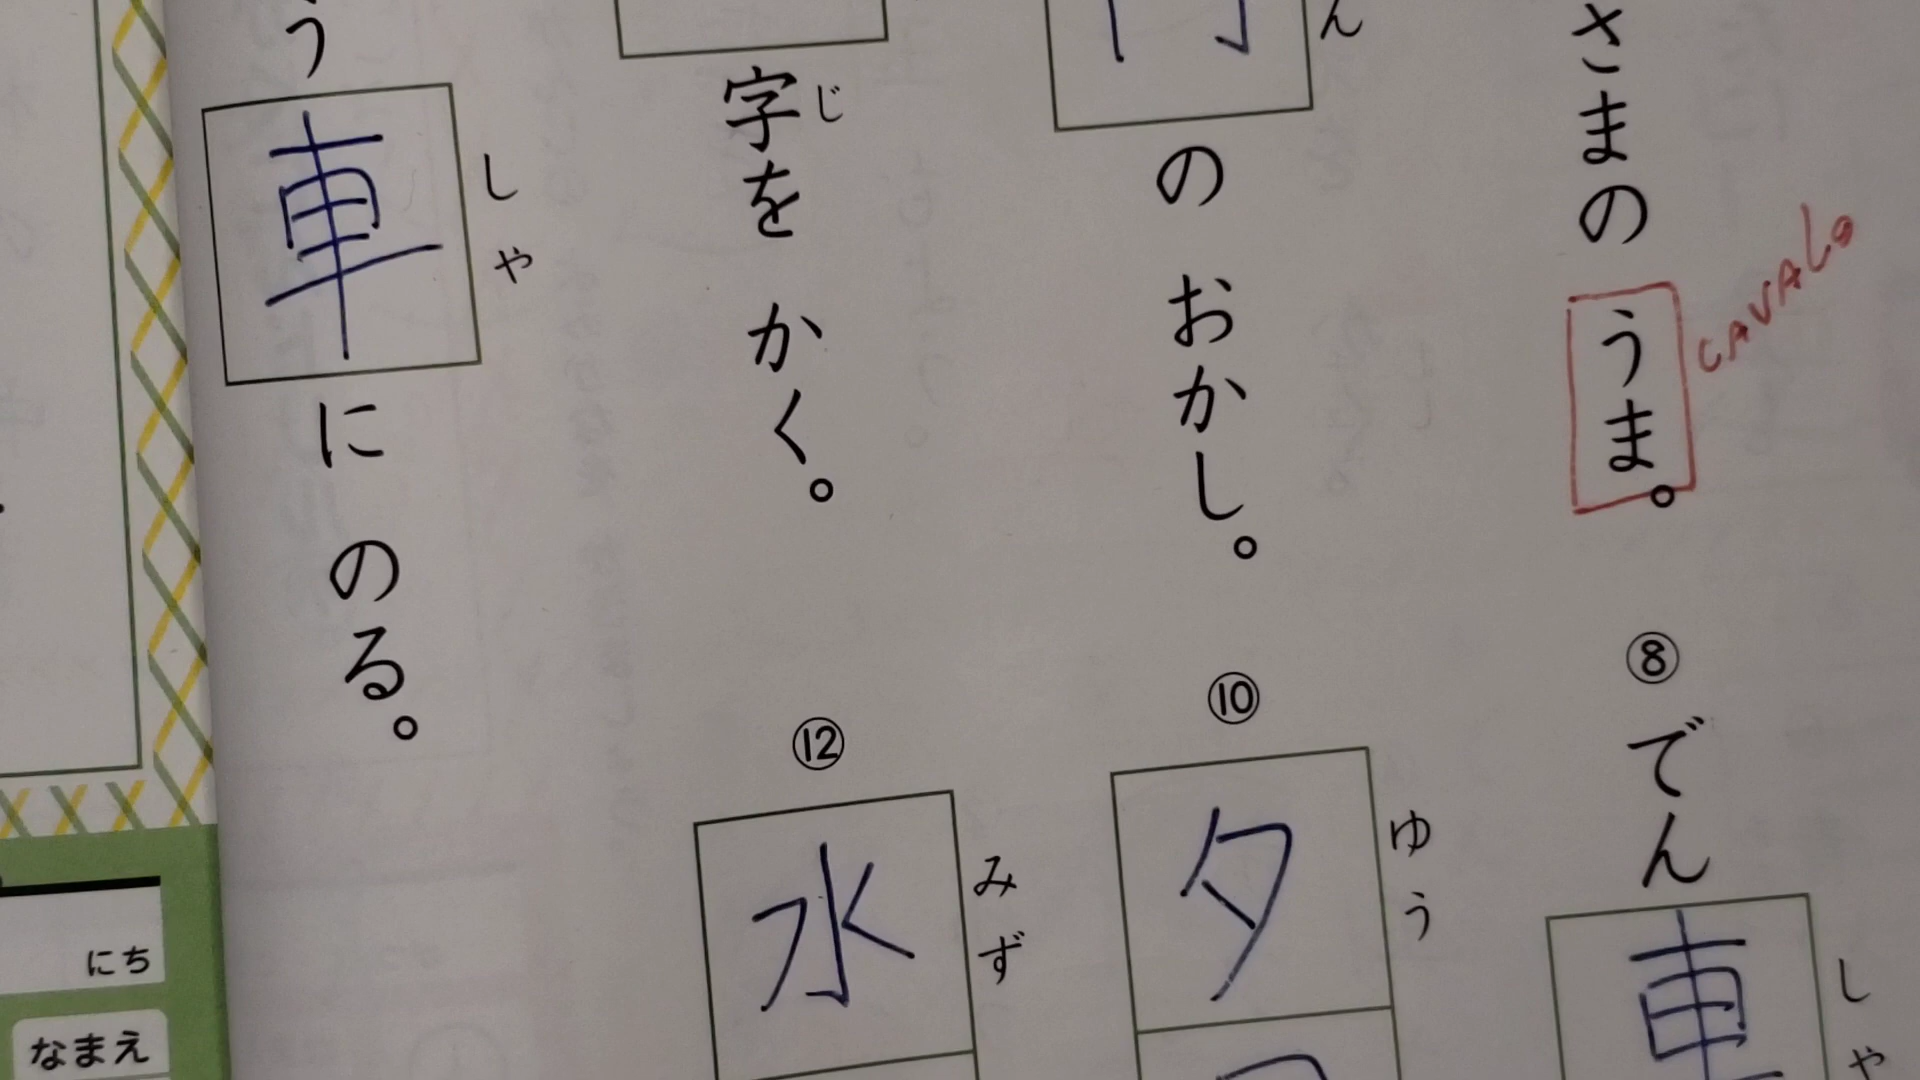 さまの うま。
CAVALo
⑧ でん車
しゃ
ん
の おかし。
⑩ 夕
ゆう
字を かく。
じ
⑫ 水
みず
う車に のる。
しゃ
にち
なまえ